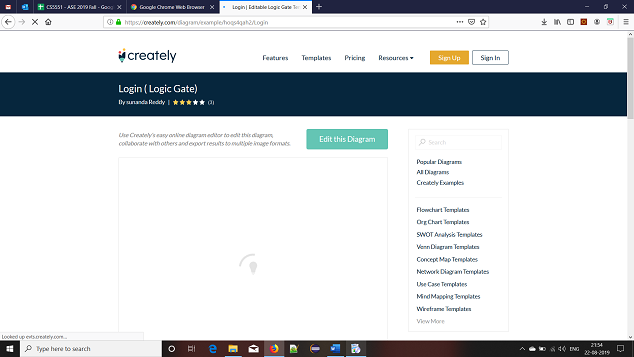 CS5551 - ASE 2019 Fall - Goog
Google Chrome Web Browser
Login | Editable Logic Gate Tem
https://creately.com/diagram/example/hoqs4qah2/Login
creately
Features
Templates
Pricing
Resources
Sign Up
Sign In
Login ( Logic Gate)
By sunanda Reddy | (3)
Use Creately's easy online diagram editor to edit this diagram,
collaborate with others and export results to multiple image formats.
Edit this Diagram
Search
Popular Diagrams
All Diagrams
Creately Examples
Flowchart Templates
Org Chart Templates
SWOT Analysis Templates
Venn Diagram Templates
Concept Map Templates
Network Diagram Templates
Use Case Templates
Mind Mapping Templates
Wireframe Templates
View More
Looked up evts.creately.com...
Type here to search
ENG
21:54
22-08-2019